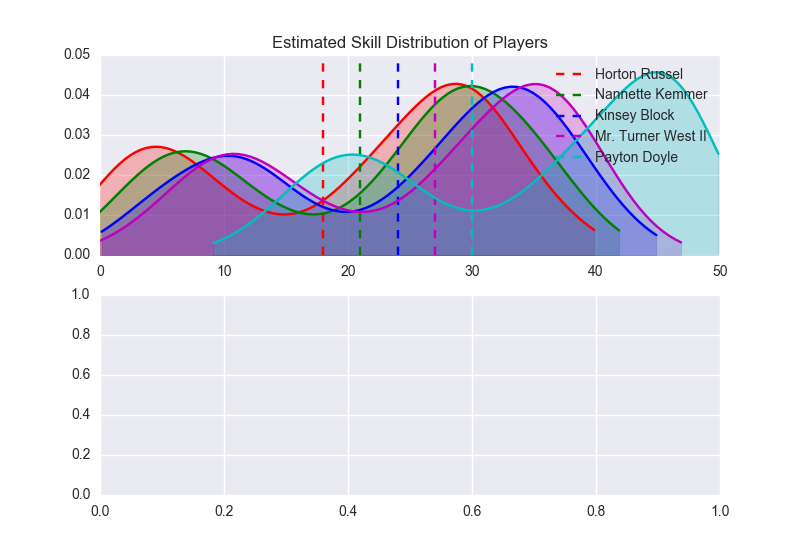 Estimated Skill Distribution of Players
0.05
0.04
0.03
0.02
0.01
0.00
0 10 20 30 40 50
Horton Russel
Nannette Kemmer
Kinsey Block
Mr. Turner West II
Payton Doyle
1.0
0.8
0.6
0.4
0.2
0.0
0.0 0.2 0.4 0.6 0.8 1.0